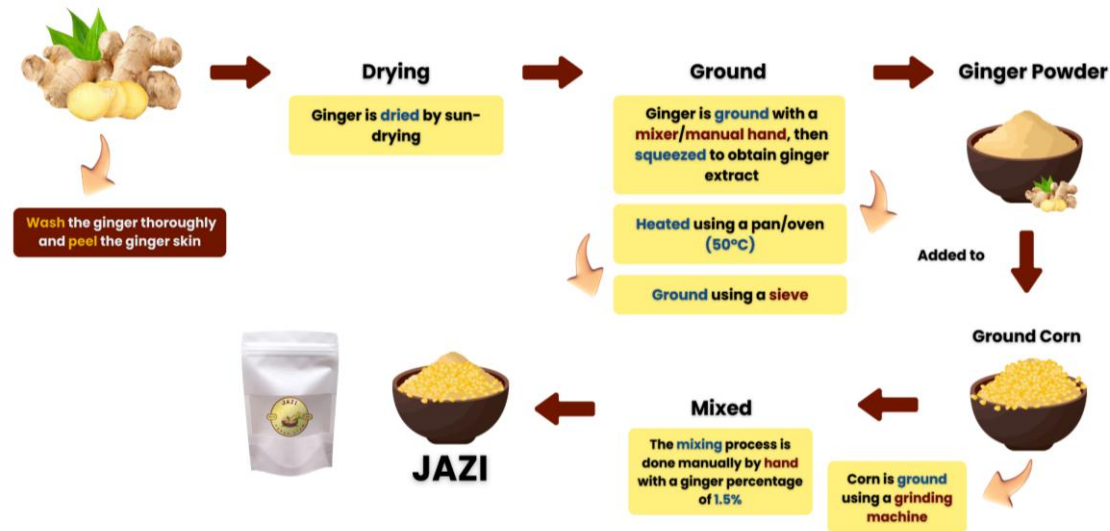 Drying
Ginger is dried by sun-
drying
Ground
Ginger is ground with a
mixer/manual hand, then
squeezed to obtain ginger
extract
Heated using a pan/oven
(50°C)
Ground using a sieve
Ginger Powder
Wash the ginger thoroughly
and peel the ginger skin
Added to
Ground Corn
Corn is ground
using a grinding
machine
Mixed
The mixing process is
done manually by hand
with a ginger percentage
of 1.5%
JAZI
JAZI